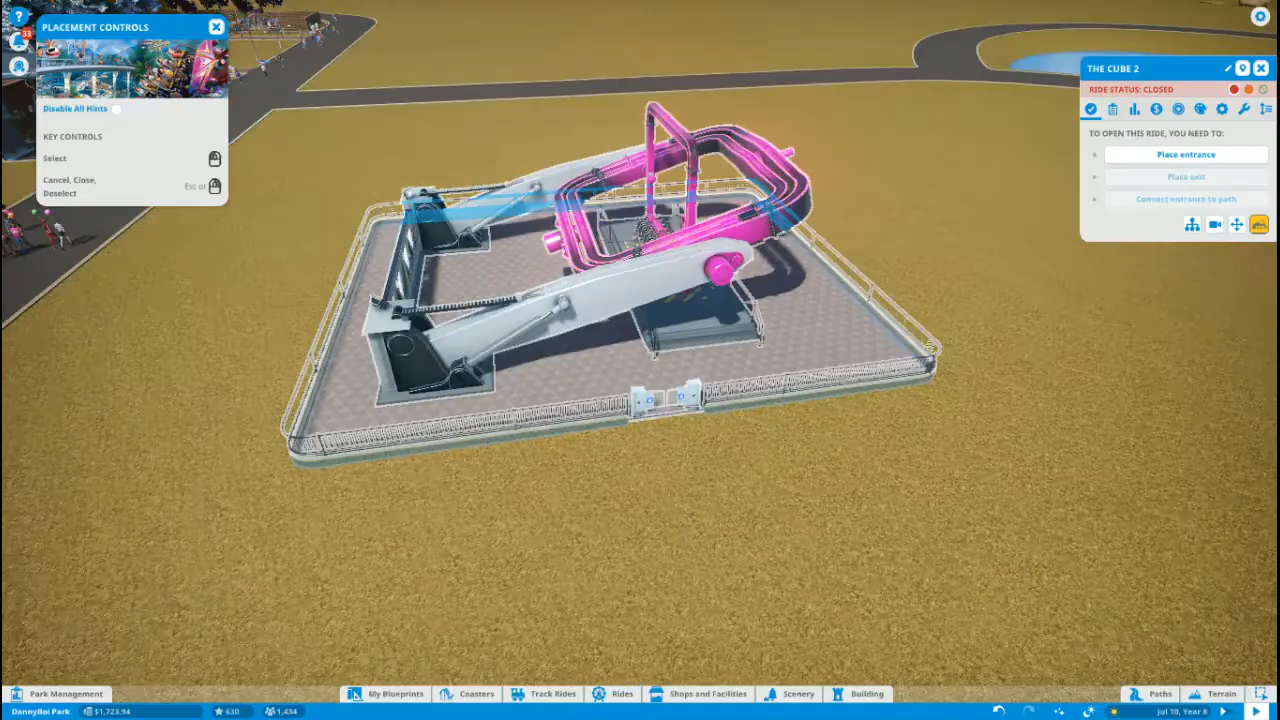 ?
33
PLACEMENT CONTROLS
Disable All Hints
KEY CONTROLS
Select
Cancel, Close,
Deselect
Esc or
THE CUBE 2
RIDE STATUS: CLOSED
TO OPEN THIS RIDE, YOU NEED TO:
Place entrance
Place exit
Connect entrance to path
Park Management
My Blueprints
Coasters
Track Rides
Rides
Shops and Facilities
Scenery
Building
Paths
Terrain
DannyBoi Park
$1,723.94
630
1,434
Jul 10, Year 8